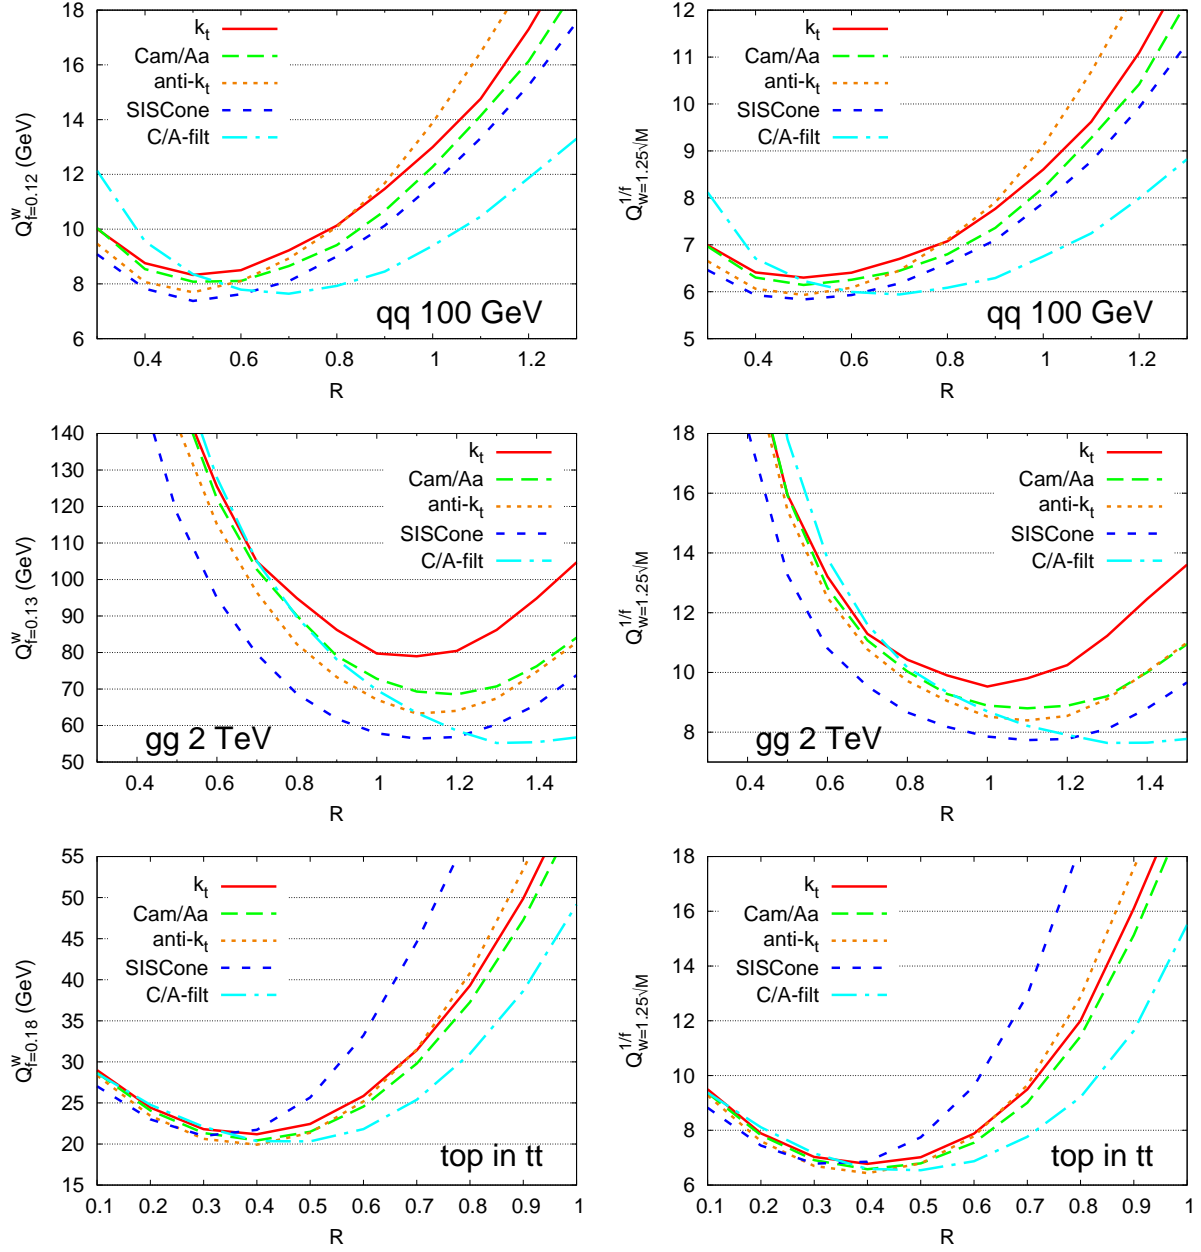 18
16
14
12
10
8
6
0.4 0.6 0.8 1 1.2
R
Q^w_{f=0.12} (GeV)
k_t
Cam/Aa
anti-k_t
SISCone
C/A-filt
qq 100 GeV
12
11
10
9
8
7
6
5
0.4 0.6 0.8 1 1.2
R
Q^{1/f}_{w=1.25√M}
k_t
Cam/Aa
anti-k_t
SISCone
C/A-filt
qq 100 GeV
140
130
120
110
100
90
80
70
60
50
0.4 0.6 0.8 1 1.2 1.4
R
Q^w_{f=0.13} (GeV)
k_t
Cam/Aa
anti-k_t
SISCone
C/A-filt
gg 2 TeV
18
16
14
12
10
8
0.4 0.6 0.8 1 1.2 1.4
R
Q^{1/f}_{w=1.25√M}
k_t
Cam/Aa
anti-k_t
SISCone
C/A-filt
gg 2 TeV
55
50
45
40
35
30
25
20
15
0.1 0.2 0.3 0.4 0.5 0.6 0.7 0.8 0.9 1
R
Q^w_{f=0.18} (GeV)
k_t
Cam/Aa
anti-k_t
SISCone
C/A-filt
top in tt
18
16
14
12
10
8
6
0.1 0.2 0.3 0.4 0.5 0.6 0.7 0.8 0.9 1
R
Q^{1/f}_{w=1.25√M}
k_t
Cam/Aa
anti-k_t
SISCone
C/A-filt
top in tt